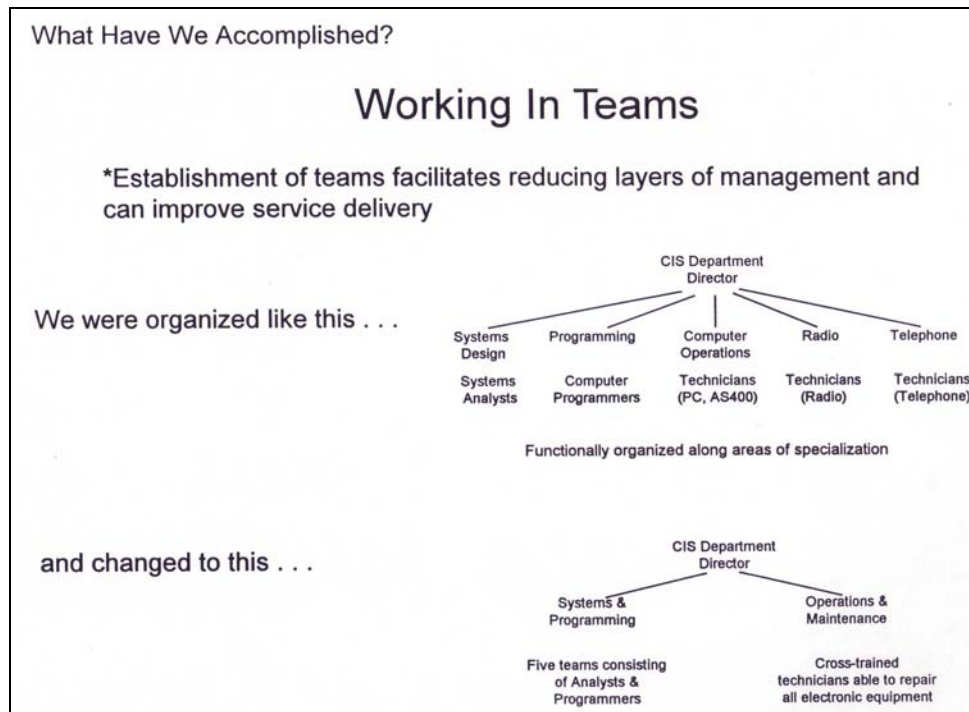 What Have We Accomplished?
Working In Teams
*Establishment of teams facilitates reducing layers of management and
can improve service delivery
We were organized like this . . .
CIS Department
Director
Systems
Design
Programming
Computer
Operations
Radio
Telephone
Systems
Analysts
Computer
Programmers
Technicians
(PC, AS400)
Technicians
(Radio)
Technicians
(Telephone)
Functionally organized along areas of specialization
and changed to this . . .
CIS Department
Director
Systems &
Programming
Operations &
Maintenance
Five teams consisting
of Analysts &
Programmers
Cross-trained
technicians able to repair
all electronic equipment